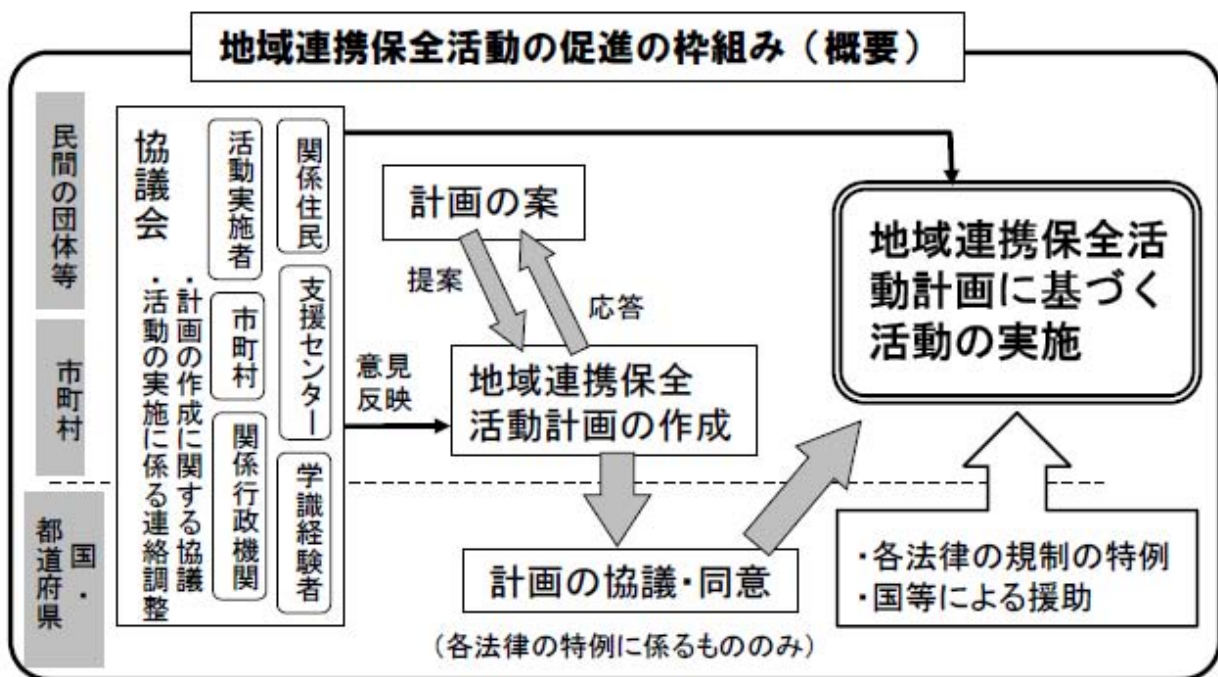 地域連携保全活動の促進の枠組み（概要）
民間の団体等
市町村
国・
都道府県
協議会
・計画の作成に関する協議
・活動の実施に係る連絡調整
関係住民
活動実施者
支援センター
市町村
学識経験者
関係行政機関
計画の案
提案
応答
意見
反映
地域連携保全
活動計画の作成
計画の協議・同意
（各法律の特例に係るもののみ）
地域連携保全活
動計画に基づく
活動の実施
・各法律の規制の特例
・国等による援助